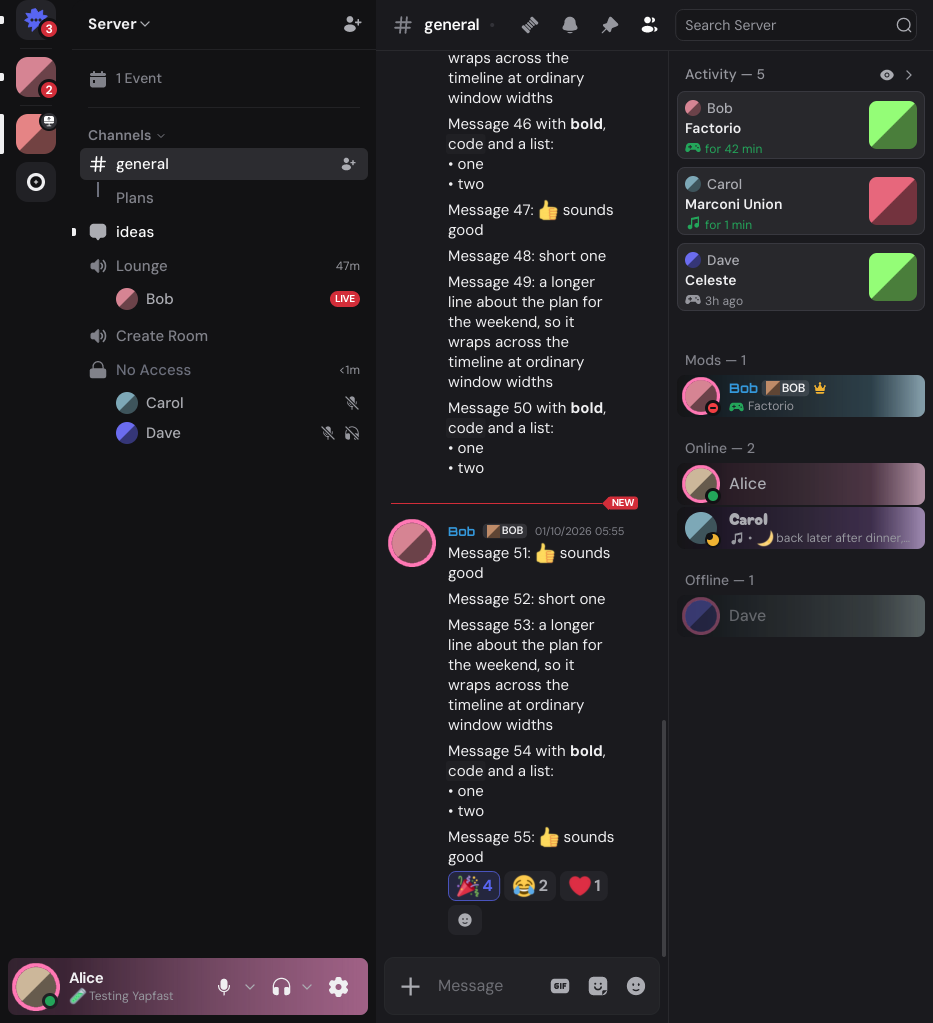 3
2
Server
1 Event
Channels
general
Plans
ideas
Lounge 47m
Bob LIVE
Create Room
No Access <1m
Carol
Dave
Alice
Testing Yapfast
general
wraps across the
timeline at ordinary
window widths
Message 46 with bold,
code and a list:
• one
• two
Message 47: 👍 sounds
good
Message 48: short one
Message 49: a longer
line about the plan for
the weekend, so it
wraps across the
timeline at ordinary
window widths
Message 50 with bold,
code and a list:
• one
• two
NEW
Bob BOB 01/10/2026 05:55
Message 51: 👍 sounds
good
Message 52: short one
Message 53: a longer
line about the plan for
the weekend, so it
wraps across the
timeline at ordinary
window widths
Message 54 with bold,
code and a list:
• one
• two
Message 55: 👍 sounds
good
🎉 4 😂 2 ❤️ 1
Message
GIF
Search Server
Activity — 5
Bob
Factorio
for 42 min
Carol
Marconi Union
for 1 min
Dave
Celeste
3h ago
Mods — 1
Bob BOB
Factorio
Online — 2
Alice
Carol
• 🌙 back later after dinner,...
Offline — 1
Dave